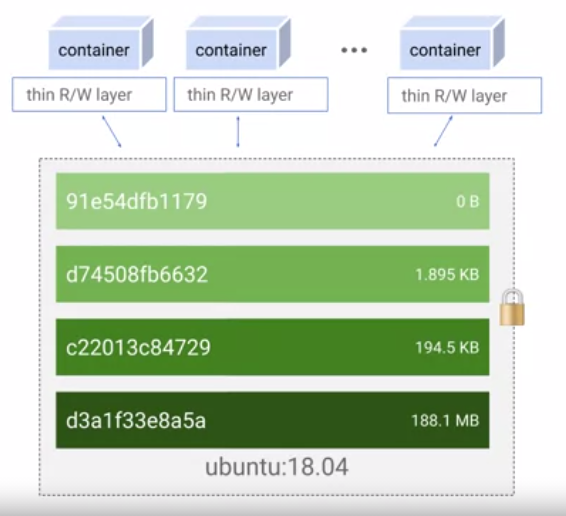 container container ••• container
thin R/W layer thin R/W layer thin R/W layer
91e54dfb1179 0 B
d74508fb6632 1.895 KB
c22013c84729 194.5 KB
d3a1f33e8a5a 188.1 MB
ubuntu:18.04